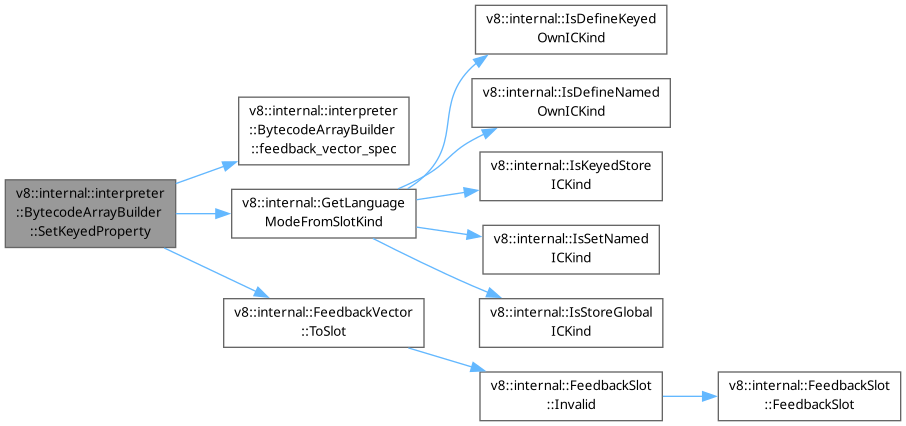 v8::internal::interpreter
::BytecodeArrayBuilder
::SetKeyedProperty
v8::internal::interpreter
::BytecodeArrayBuilder
::feedback_vector_spec
v8::internal::GetLanguage
ModeFromSlotKind
v8::internal::IsDefineKeyed
OwnICKind
v8::internal::IsDefineNamed
OwnICKind
v8::internal::IsKeyedStore
ICKind
v8::internal::IsSetNamed
ICKind
v8::internal::IsStoreGlobal
ICKind
v8::internal::FeedbackVector
::ToSlot
v8::internal::FeedbackSlot
::Invalid
v8::internal::FeedbackSlot
::FeedbackSlot